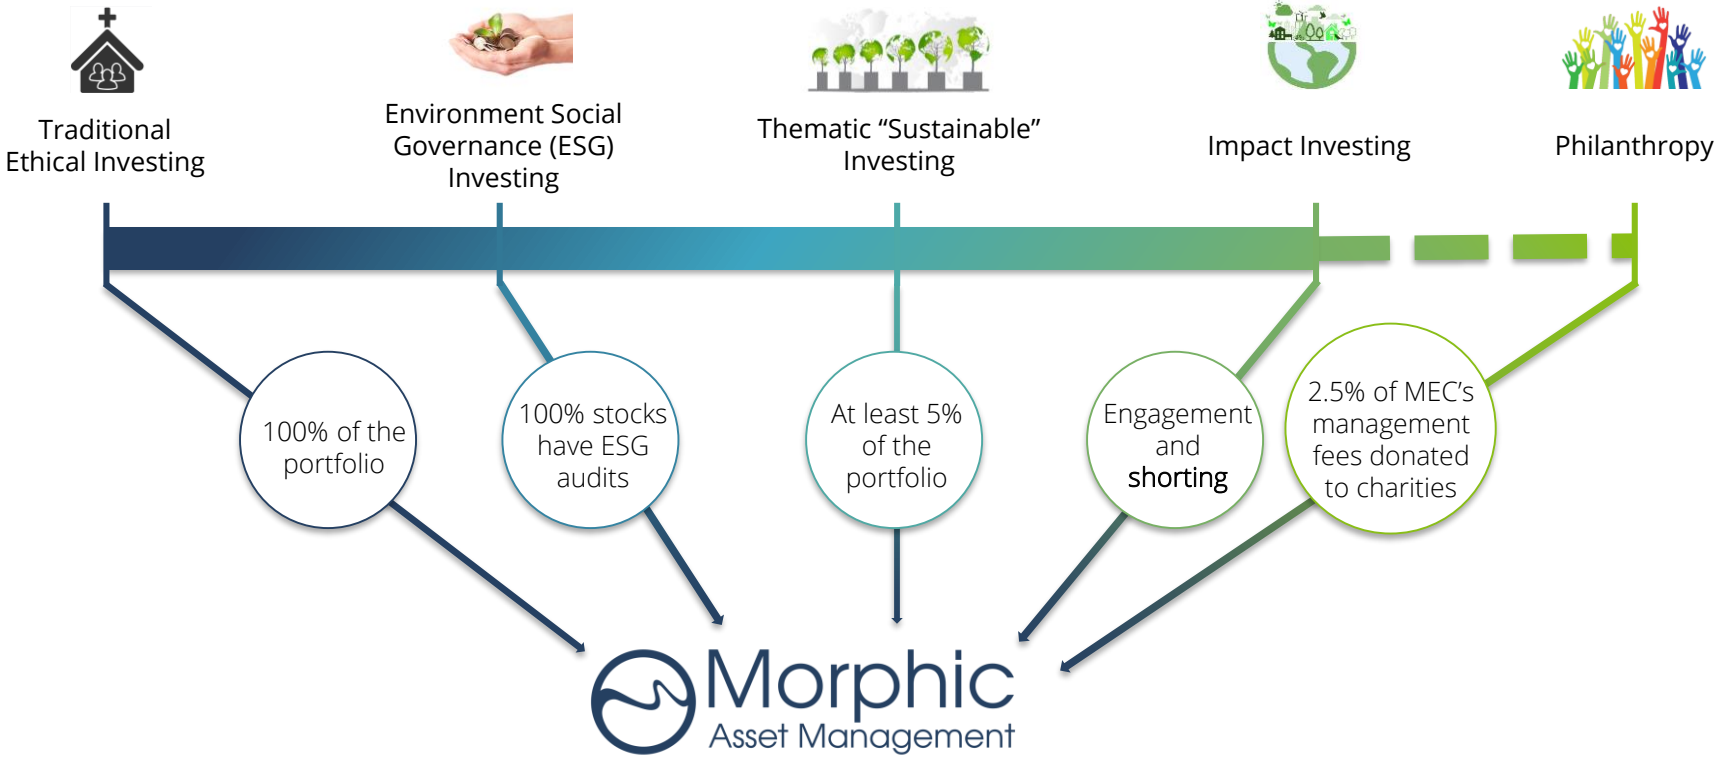 Traditional
Ethical Investing
Environment Social
Governance (ESG)
Investing
Thematic “Sustainable”
Investing
Impact Investing
Philanthropy
100% of the
portfolio
100% stocks
have ESG
audits
At least 5%
of the
portfolio
Engagement
and
shorting
2.5% of MEC’s
management
fees donated
to charities
Morphic
Asset Management